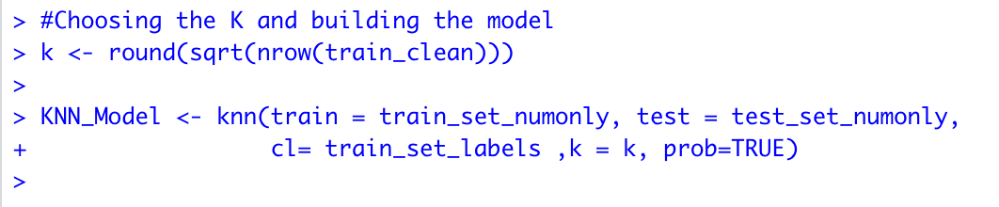 > #Choosing the K and building the model
> k <- round(sqrt(nrow(train_clean)))
>
> KNN_Model <- knn(train = train_set_numonly, test = test_set_numonly,
+                  cl= train_set_labels ,k = k, prob=TRUE)
>